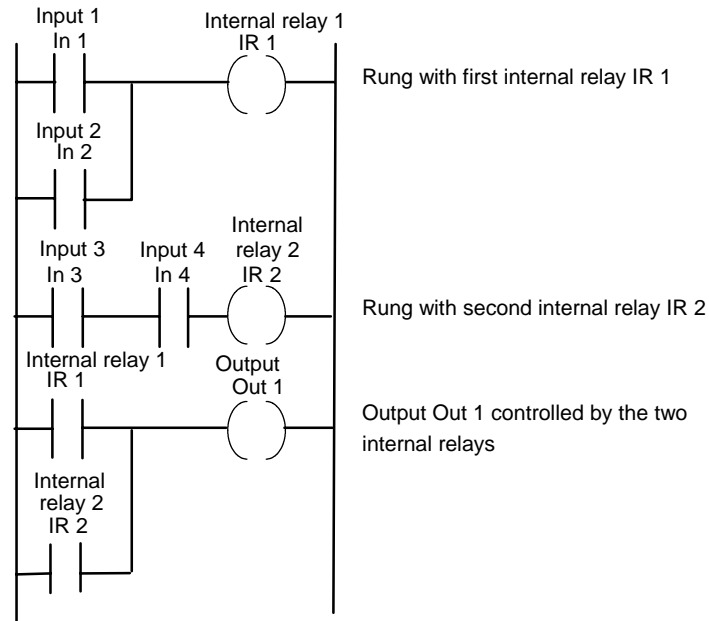 Input 1
In 1
Internal relay 1
IR 1
Rung with first internal relay IR 1
Input 2
In 2
Input 3
In 3
Input 4
In 4
Internal
relay 2
IR 2
Rung with second internal relay IR 2
Internal relay 1
IR 1
Output
Out 1
Output Out 1 controlled by the two
internal relays
Internal
relay 2
IR 2